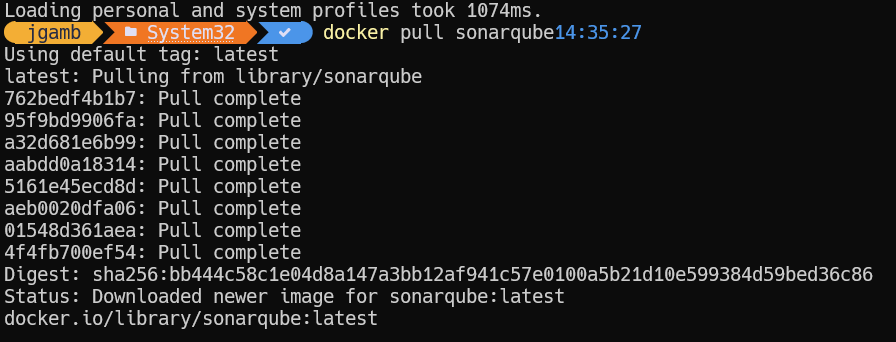 Loading personal and system profiles took 1074ms.
jgamb System32 docker pull sonarqube14:35:27
Using default tag: latest
latest: Pulling from library/sonarqube
762bedf4b1b7: Pull complete
95f9bd9906fa: Pull complete
a32d681e6b99: Pull complete
aabdd0a18314: Pull complete
5161e45ecd8d: Pull complete
aeb0020dfa06: Pull complete
01548d361aea: Pull complete
4f4fb700ef54: Pull complete
Digest: sha256:bb444c58c1e04d8a147a3bb12af941c57e0100a5b21d10e599384d59bed36c86
Status: Downloaded newer image for sonarqube:latest
docker.io/library/sonarqube:latest